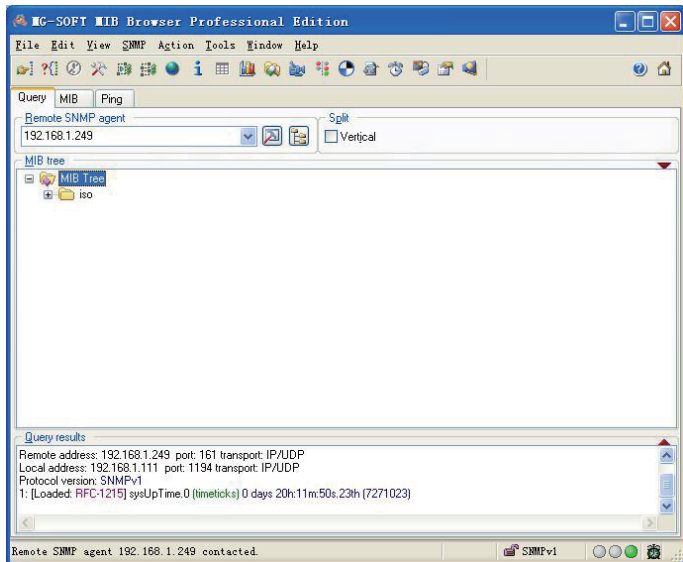 MG-SOFT MIB Browser Professional Edition
File Edit View SNMP Action Tools Window Help
Query MIB Ping
Remote SNMP agent
Split
192.168.1.249
Vertical
MIB tree
MIB Tree
iso
Query results
Remote address: 192.168.1.249 port: 161 transport: IP/UDP
Local address: 192.168.1.111 port: 1194 transport: IP/UDP
Protocol version: SNMPv1
1: [Loaded: RFC-1215] sysUpTime.0 (timeticks) 0 days 20h:11m:50s.23th (7271023)
Remote SNMP agent 192.168.1.249 contacted.
SNMPv1